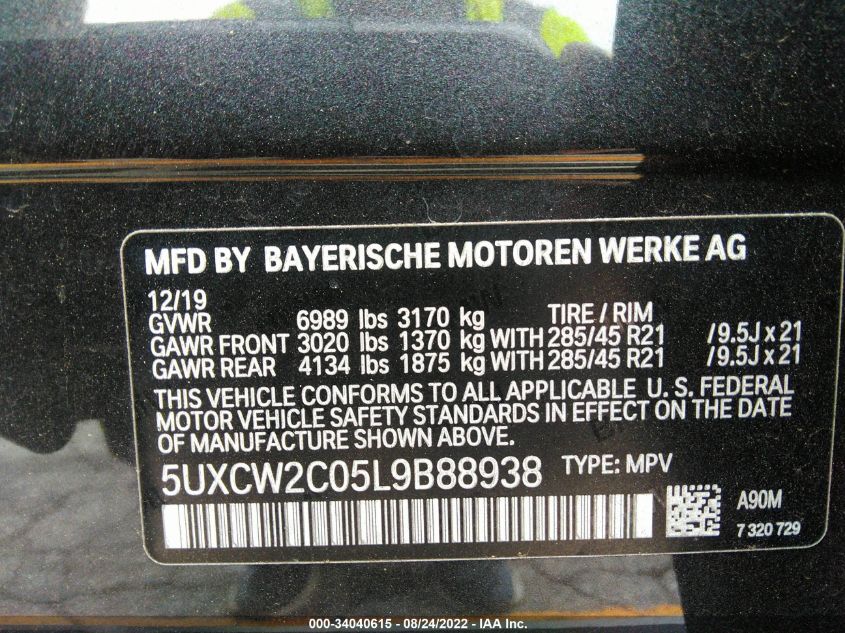 MFD BY BAYERISCHE MOTOREN WERKE AG
12/19
GVWR 6989 lbs 3170 kg TIRE / RIM
GAWR FRONT 3020 lbs 1370 kg WITH 285/45 R21 /9.5J x 21
GAWR REAR 4134 lbs 1875 kg WITH 285/45 R21 /9.5J x 21
THIS VEHICLE CONFORMS TO ALL APPLICABLE U. S. FEDERAL
MOTOR VEHICLE SAFETY STANDARDS IN EFFECT ON THE DATE
OF MANUFACTURE SHOWN ABOVE.
5UXCW2C05L9B88938 TYPE: MPV
A90M
7 320 729
000-34040615 - 08/24/2022 - IAA Inc.